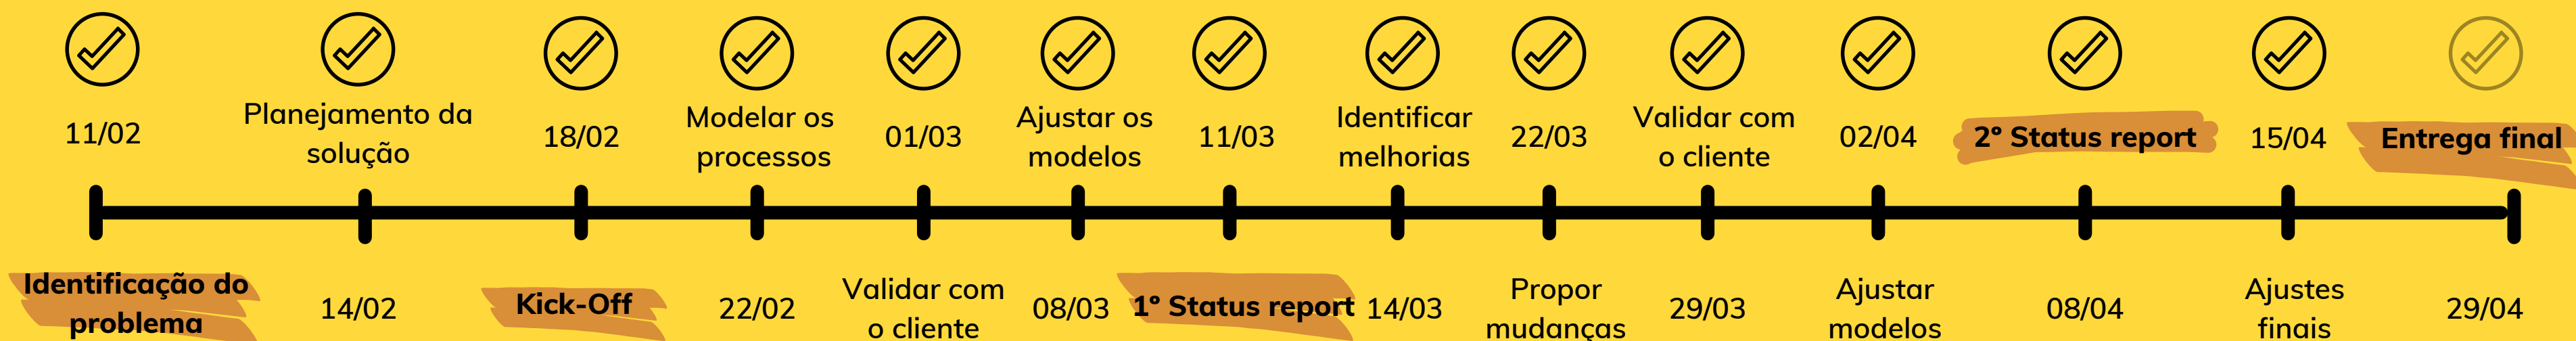 11/02
Identificação do
problema
Planejamento da
solução
14/02
18/02
Kick-Off
Modelar os
processos
22/02
01/03
Validar com
o cliente
Ajustar os
modelos
08/03
11/03
1º Status report
Identificar
melhorias
14/03
22/03
Propor
mudanças
Validar com
o cliente
29/03
02/04
Ajustar
modelos
2º Status report
08/04
15/04
Ajustes
finais
Entrega final
29/04